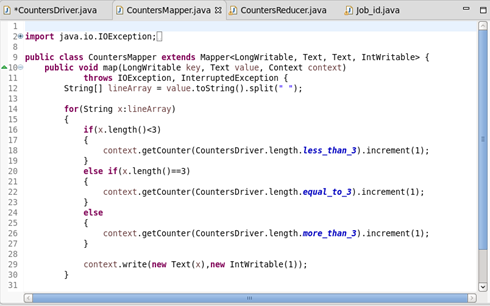 *CountersDriver.java CountersMapper.java CountersReducer.java Job_id.java
1
2 import java.io.IOException;
8
9 public class CountersMapper extends Mapper<LongWritable, Text, Text, IntWritable> {
10 public void map(LongWritable key, Text value, Context context)
11 throws IOException, InterruptedException {
12 String[] lineArray = value.toString().split(" ");
13
14 for(String x:lineArray)
15 {
16 if(x.length()<3)
17 {
18 context.getCounter(CountersDriver.length.less_than_3).increment(1);
19 }
20 else if(x.length()==3)
21 {
22 context.getCounter(CountersDriver.length.equal_to_3).increment(1);
23 }
24 else
25 {
26 context.getCounter(CountersDriver.length.more_than_3).increment(1);
27 }
28
29 context.write(new Text(x),new IntWritable(1));
30 }
31